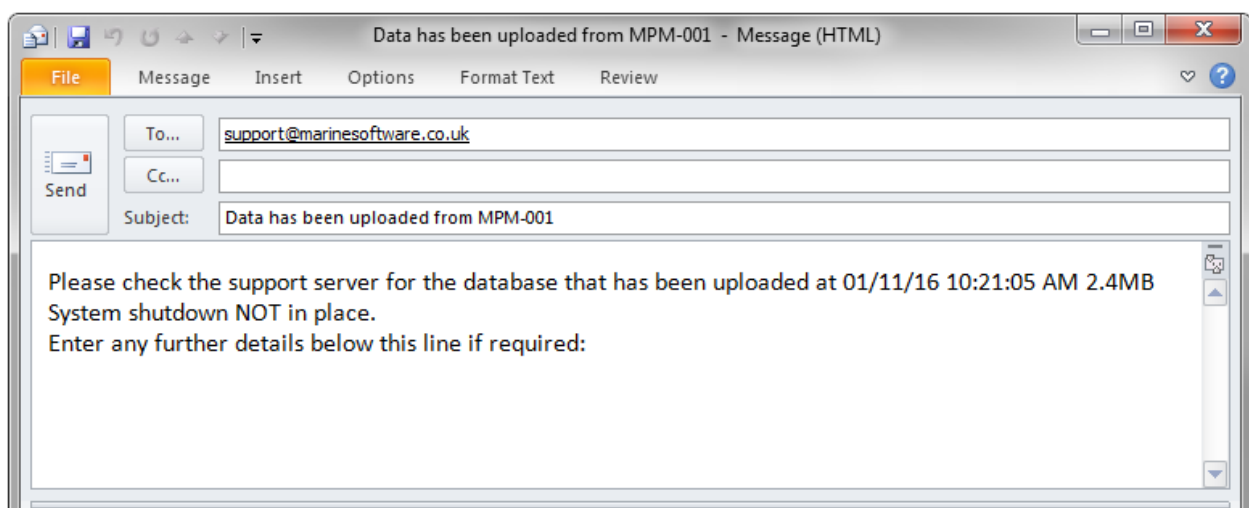 Data has been uploaded from MPM-001 - Message (HTML)
File Message Insert Options Format Text Review
To... support@marinesoftware.co.uk
Cc...
Send
Subject: Data has been uploaded from MPM-001
Please check the support server for the database that has been uploaded at 01/11/16 10:21:05 AM 2.4MB
System shutdown NOT in place.
Enter any further details below this line if required: